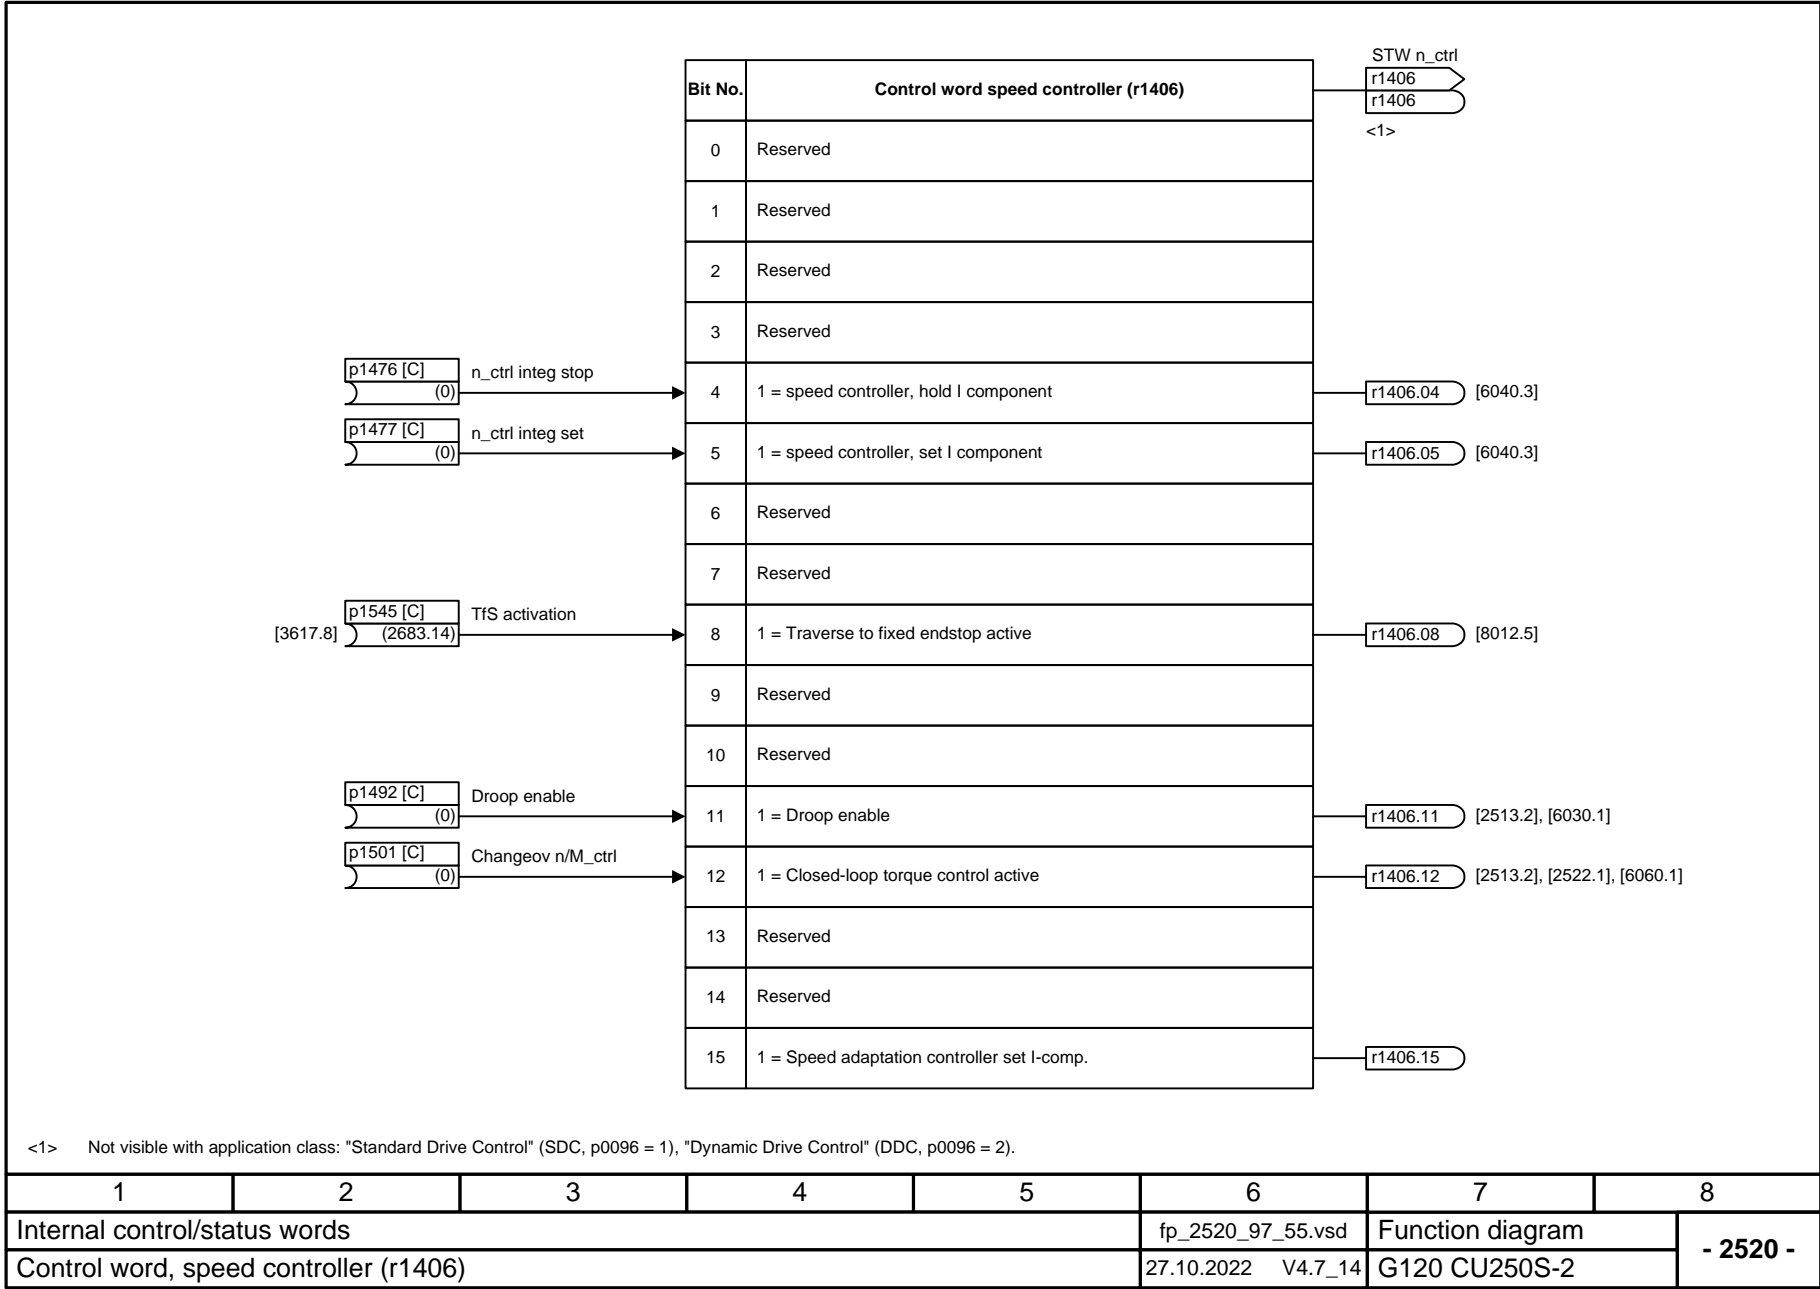 STW n_ctrl
Bit No. Control word speed controller (r1406) r1406
r1406
<1>
0 Reserved
1 Reserved
2 Reserved
3 Reserved
p1476 [C] n_ctrl integ stop
(0) 4 1 = speed controller, hold I component r1406.04 [6040.3]
p1477 [C] n_ctrl integ set
(0) 5 1 = speed controller, set I component r1406.05 [6040.3]
6 Reserved
7 Reserved
p1545 [C] TfS activation
[3617.8] (2683.14) 8 1 = Traverse to fixed endstop active r1406.08 [8012.5]
9 Reserved
10 Reserved
p1492 [C] Droop enable
(0) 11 1 = Droop enable r1406.11 [2513.2], [6030.1]
p1501 [C] Changeov n/M_ctrl
(0) 12 1 = Closed-loop torque control active r1406.12 [2513.2], [2522.1], [6060.1]
13 Reserved
14 Reserved
15 1 = Speed adaptation controller set I-comp. r1406.15
<1> Not visible with application class: "Standard Drive Control" (SDC, p0096 = 1), "Dynamic Drive Control" (DDC, p0096 = 2).
1 2 3 4 5 6 7 8
Internal control/status words fp_2520_97_55.vsd Function diagram
- 2520 -
Control word, speed controller (r1406) 27.10.2022 V4.7_14 G120 CU250S-2